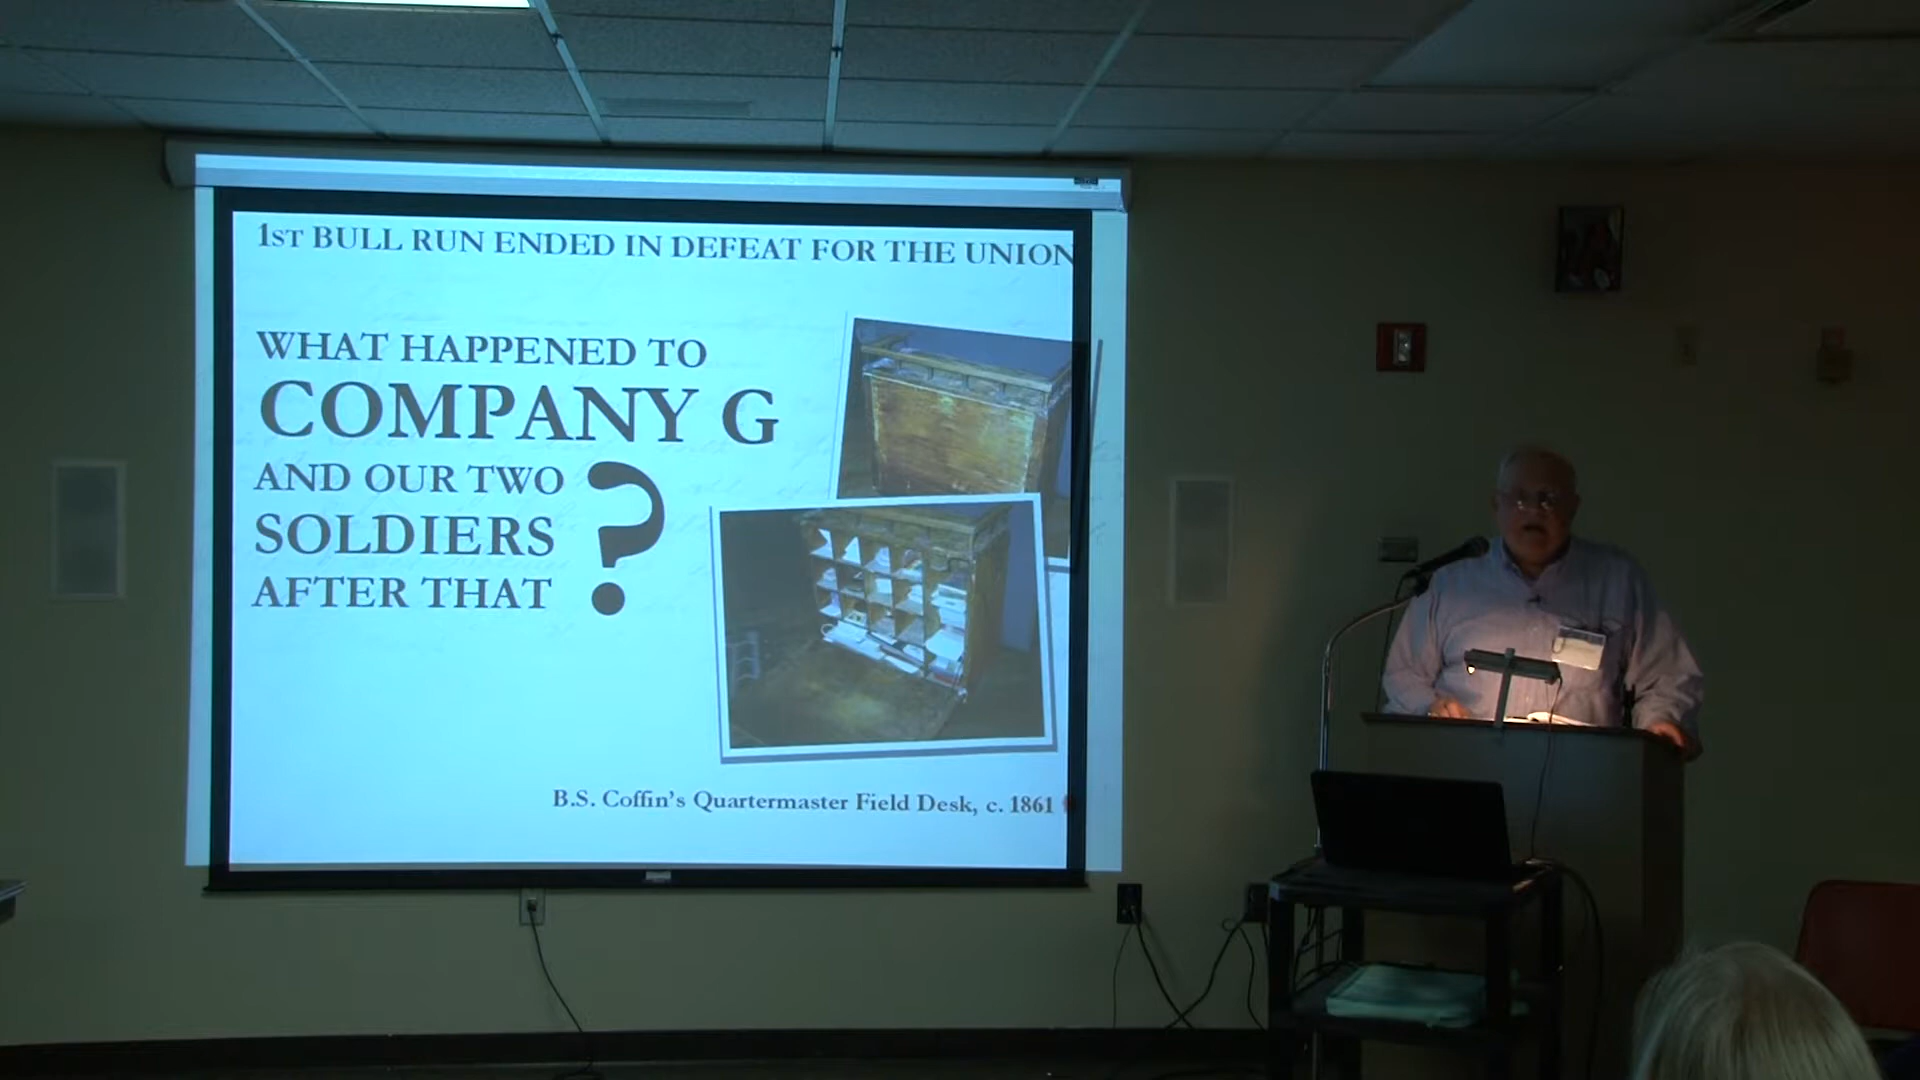 1ST BULL RUN ENDED IN DEFEAT FOR THE UNION
WHAT HAPPENED TO
COMPANY G
AND OUR TWO
SOLDIERS
AFTER THAT
?
B.S. Coffin's Quartermaster Field Desk, c. 1861